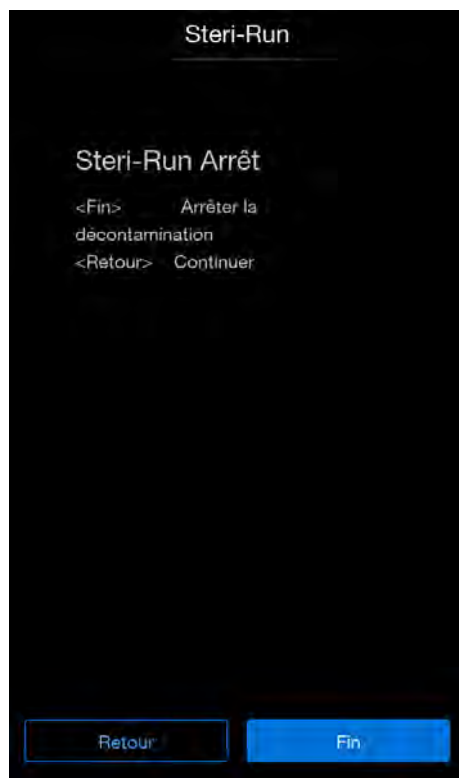 Steri-Run
Steri-Run Arrêt
<Fin> Arrêter la
décontamination
<Retour> Continuer
Retour
Fin